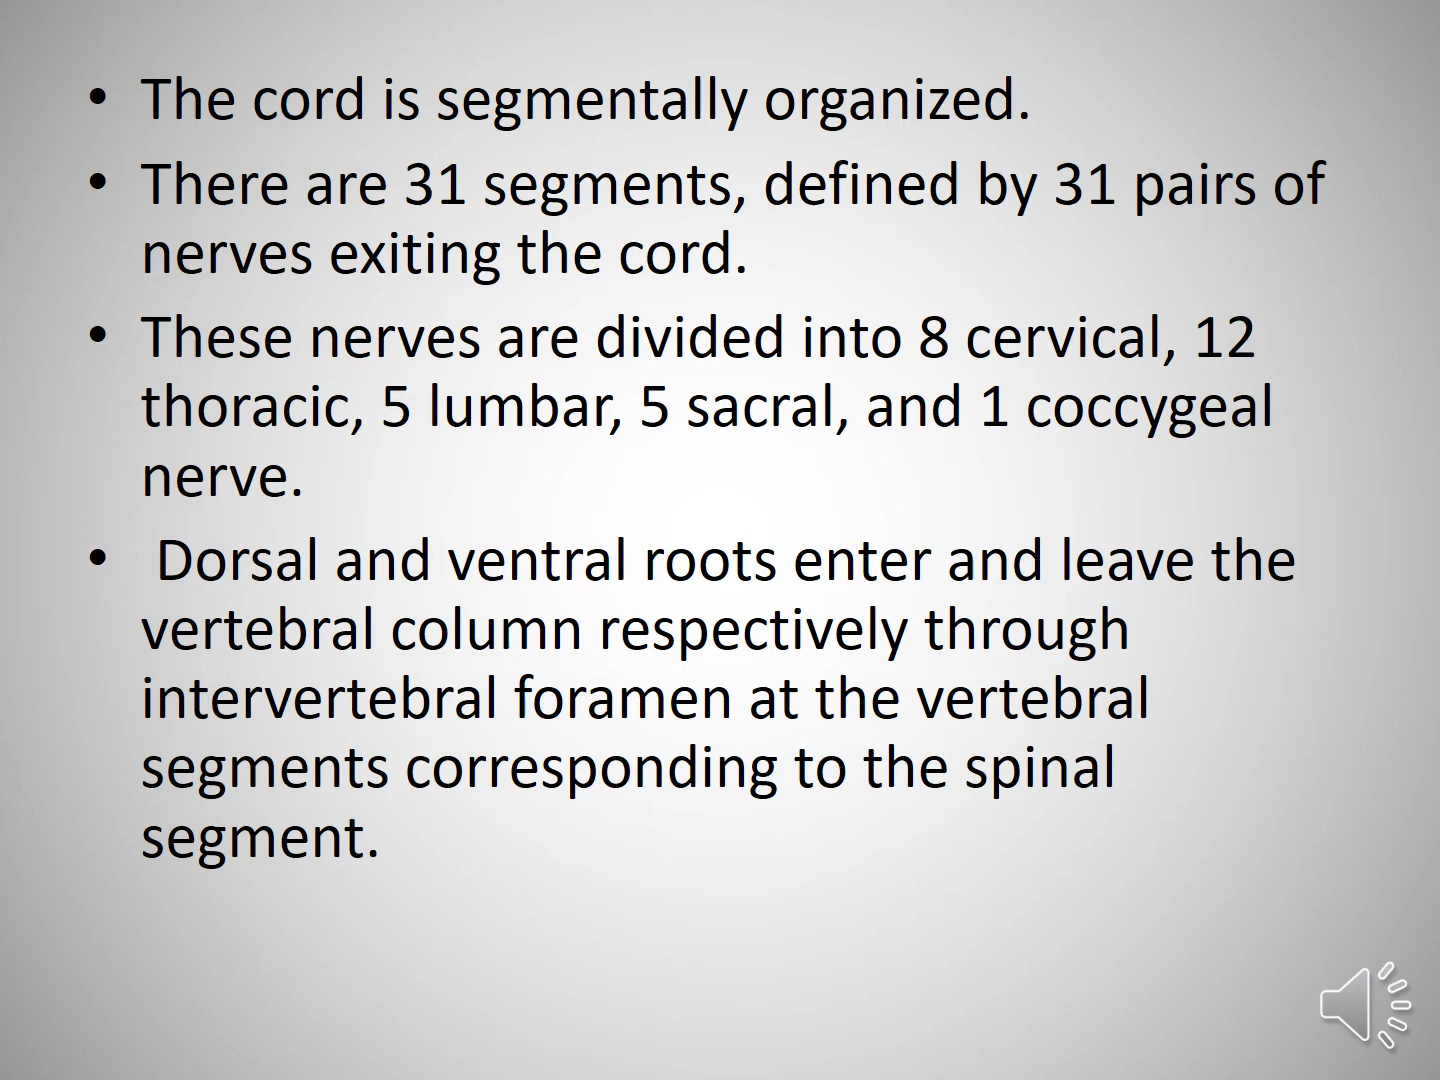 • The cord is segmentally organized.
• There are 31 segments, defined by 31 pairs of
nerves exiting the cord.
• These nerves are divided into 8 cervical, 12
thoracic, 5 lumbar, 5 sacral, and 1 coccygeal
nerve.
• Dorsal and ventral roots enter and leave the
vertebral column respectively through
intervertebral foramen at the vertebral
segments corresponding to the spinal
segment.